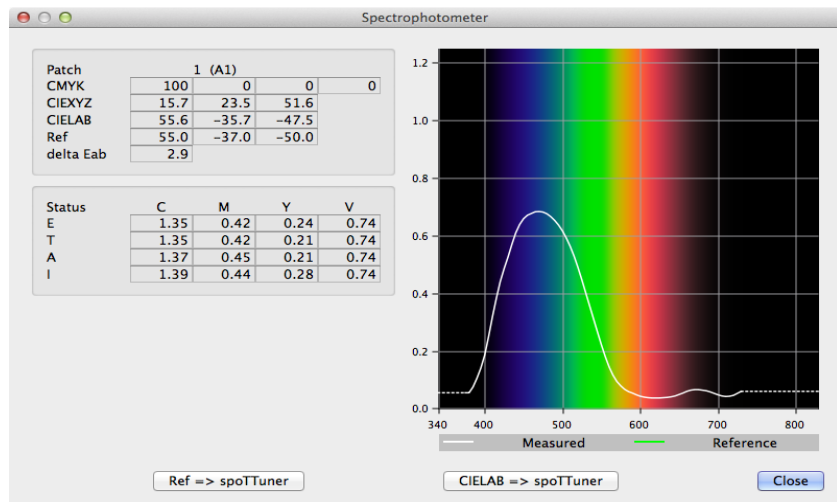 Spectrophotometer
Patch 1 (A1)
CMYK 100 0 0 0
CIEXYZ 15.7 23.5 51.6
CIELAB 55.6 −35.7 −47.5
Ref 55.0 −37.0 −50.0
delta Eab 2.9
Status C M Y V
E 1.35 0.42 0.24 0.74
T 1.35 0.42 0.21 0.74
A 1.37 0.45 0.21 0.74
I 1.39 0.44 0.28 0.74
1.2
1.0
0.8
0.6
0.4
0.2
0.0
340 400 500 600 700 800
Measured Reference
Ref => spoTTuner CIELAB => spoTTuner Close